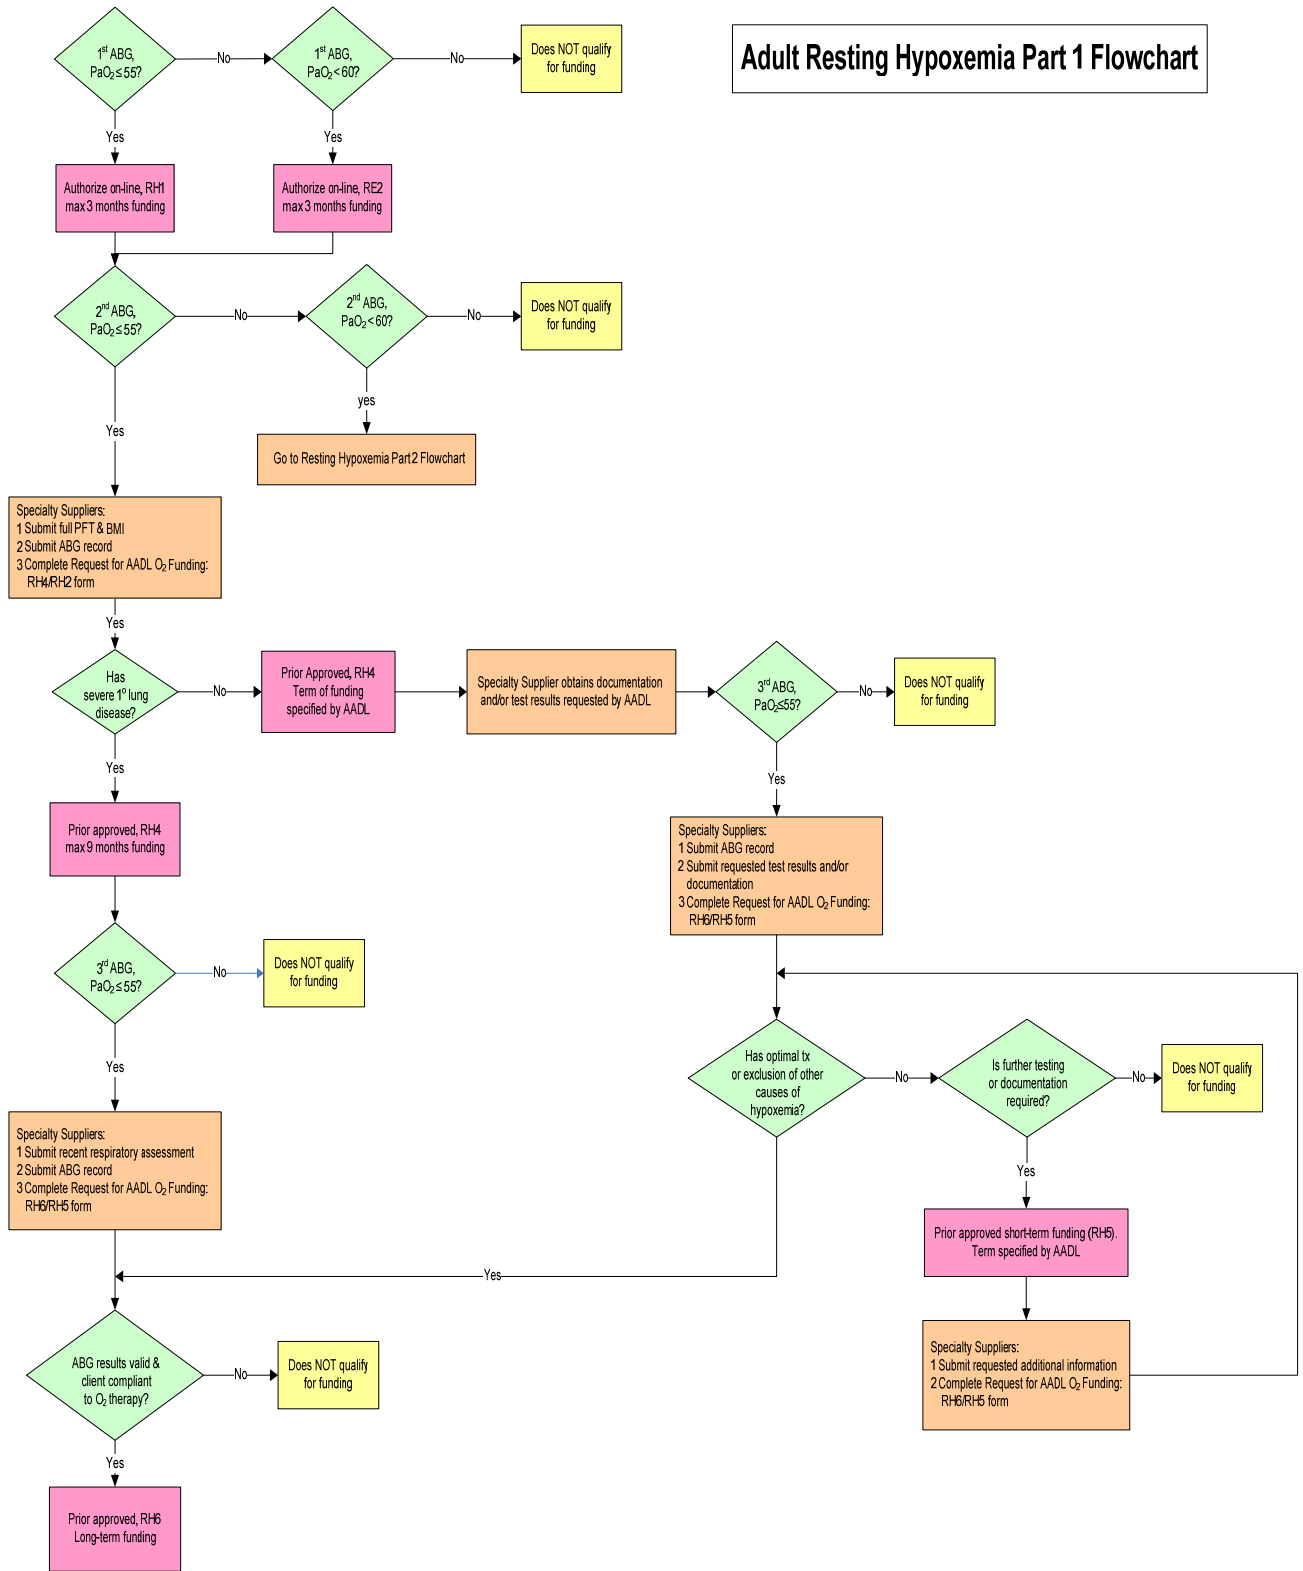 Adult Resting Hypoxemia Part 1 Flowchart
1st ABG,
PaO2 ≤ 55?
No
1st ABG,
PaO2 < 60?
No
Does NOT qualify
for funding
Yes
Yes
Authorize on-line, RH1
max 3 months funding
Authorize on-line, RE2
max 3 months funding
2nd ABG,
PaO2 ≤ 55?
No
2nd ABG,
PaO2 < 60?
No
Does NOT qualify
for funding
Yes
yes
Go to Resting Hypoxemia Part 2 Flowchart
Specialty Suppliers:
1 Submit full PFT & BMI
2 Submit ABG record
3 Complete Request for AADL O2 Funding:
RH4/RH2 form
Yes
Has
severe 1º lung
disease?
No
Prior Approved, RH4
Term of funding
specified by AADL
Specialty Supplier obtains documentation
and/or test results requested by AADL
3rd ABG,
PaO2≤55?
No
Does NOT qualify
for funding
Yes
Yes
Prior approved, RH4
max 9 months funding
Specialty Suppliers:
1 Submit ABG record
2 Submit requested test results and/or
documentation
3 Complete Request for AADL O2 Funding:
RH6/RH5 form
3rd ABG,
PaO2 ≤ 55?
No
Does NOT qualify
for funding
Yes
Has optimal tx
or exclusion of other
causes of
hypoxemia?
No
Is further testing
or documentation
required?
No
Does NOT qualify
for funding
Specialty Suppliers:
1 Submit recent respiratory assessment
2 Submit ABG record
3 Complete Request for AADL O2 Funding:
RH6/RH5 form
Yes
Prior approved short-term funding (RH5).
Term specified by AADL
Yes
ABG results valid &
client compliant
to O2 therapy?
No
Does NOT qualify
for funding
Specialty Suppliers:
1 Submit requested additional information
2 Complete Request for AADL O2 Funding:
RH6/RH5 form
Yes
Prior approved, RH6
Long-term funding